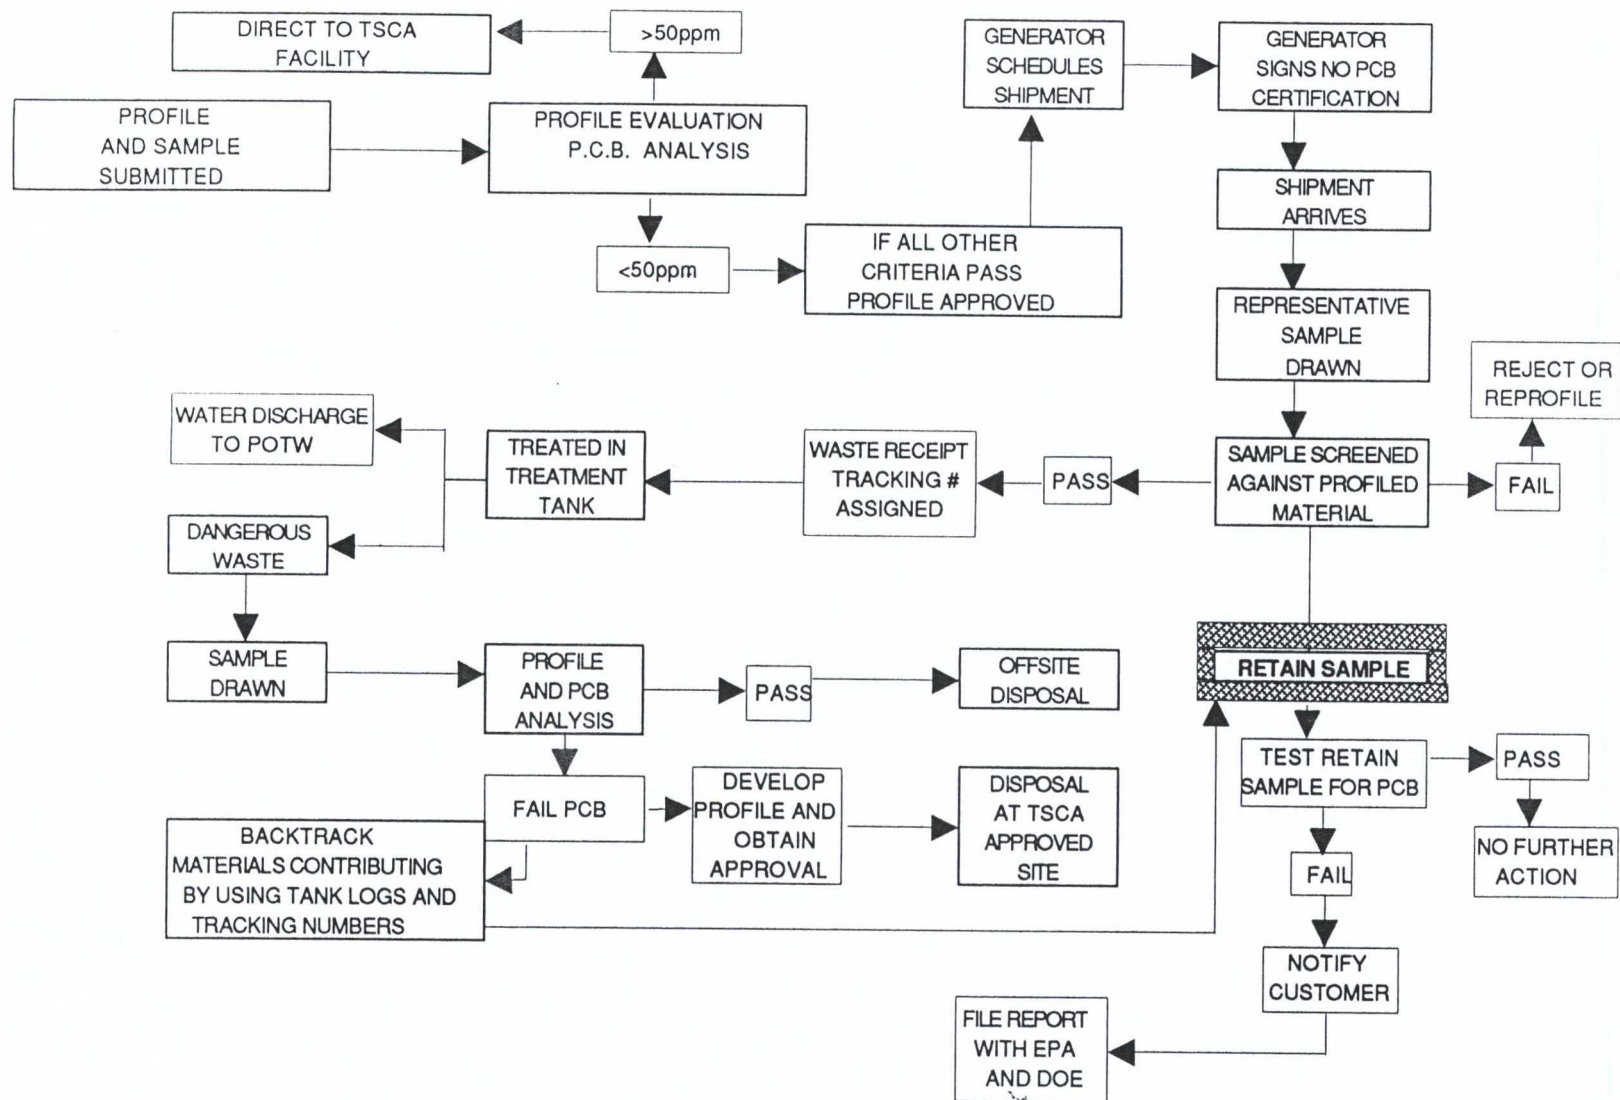 DIRECT TO TSCA
FACILITY
>50ppm
GENERATOR
SCHEDULES
SHIPMENT
GENERATOR
SIGNS NO PCB
CERTIFICATION
PROFILE
AND SAMPLE
SUBMITTED
PROFILE EVALUATION
P.C.B. ANALYSIS
SHIPMENT
ARRIVES
<50ppm
IF ALL OTHER
CRITERIA PASS
PROFILE APPROVED
REPRESENTATIVE
SAMPLE
DRAWN
REJECT OR
REPROFILE
WATER DISCHARGE
TO POTW
TREATED IN
TREATMENT
TANK
WASTE RECEIPT
TRACKING #
ASSIGNED
PASS
SAMPLE SCREENED
AGAINST PROFILED
MATERIAL
FAIL
DANGEROUS
WASTE
SAMPLE
DRAWN
PROFILE
AND PCB
ANALYSIS
PASS
OFFSITE
DISPOSAL
RETAIN SAMPLE
TEST RETAIN
SAMPLE FOR PCB
PASS
FAIL PCB
DEVELOP
PROFILE AND
OBTAIN
APPROVAL
DISPOSAL
AT TSCA
APPROVED
SITE
NO FURTHER
ACTION
BACKTRACK
MATERIALS CONTRIBUTING
BY USING TANK LOGS AND
TRACKING NUMBERS
FAIL
NOTIFY
CUSTOMER
FILE REPORT
WITH EPA
AND DOE